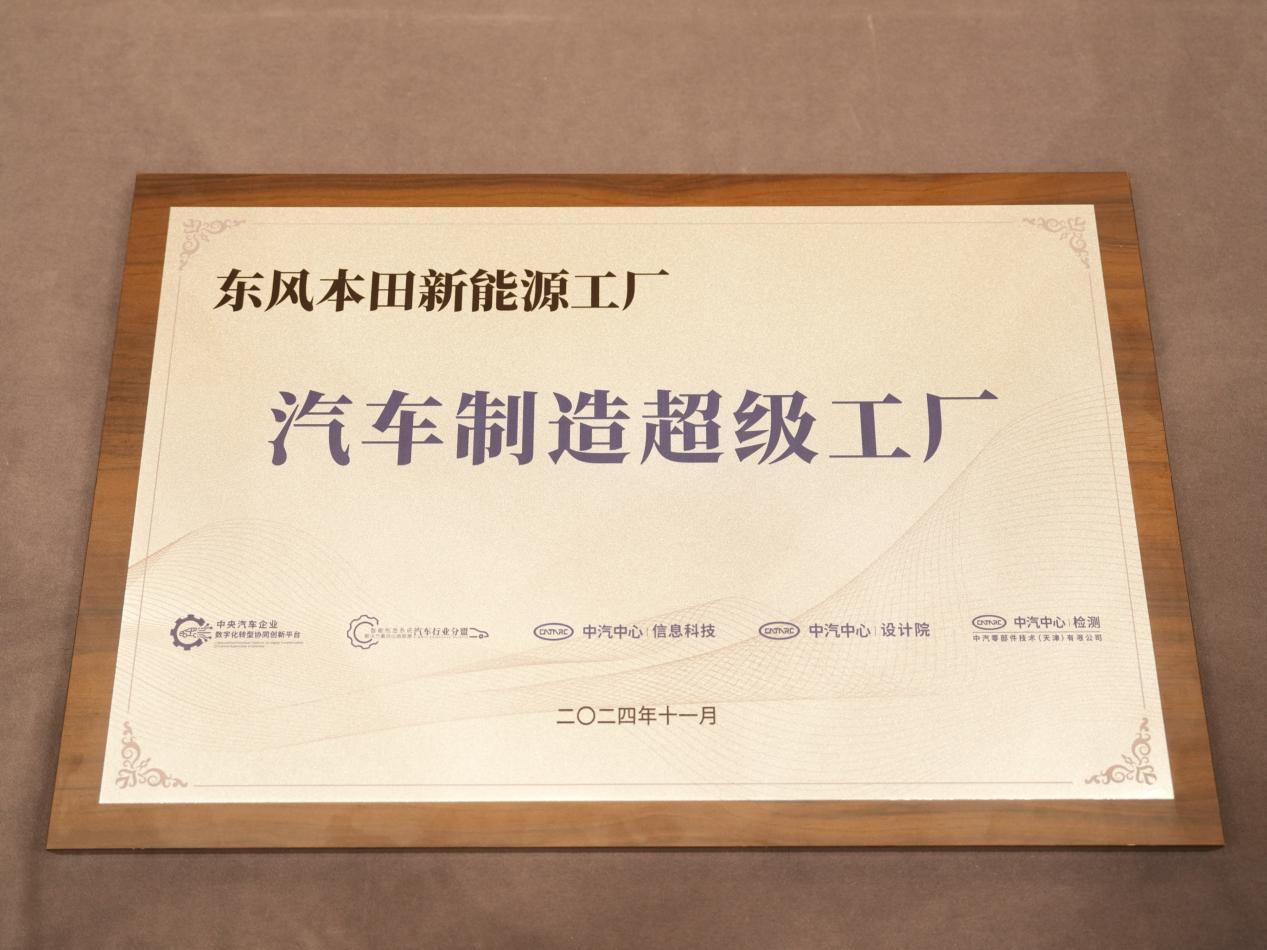 东风本田新能源工厂
汽车制造超级工厂
中央汽车企业
数字化转型协同创新平台
汽车行业分盟
CATARC 中汽中心 信息科技
CATARC 中汽中心 设计院
CATARC 中汽中心 检测
中汽零部件技术(天津)有限公司
二〇二四年十一月